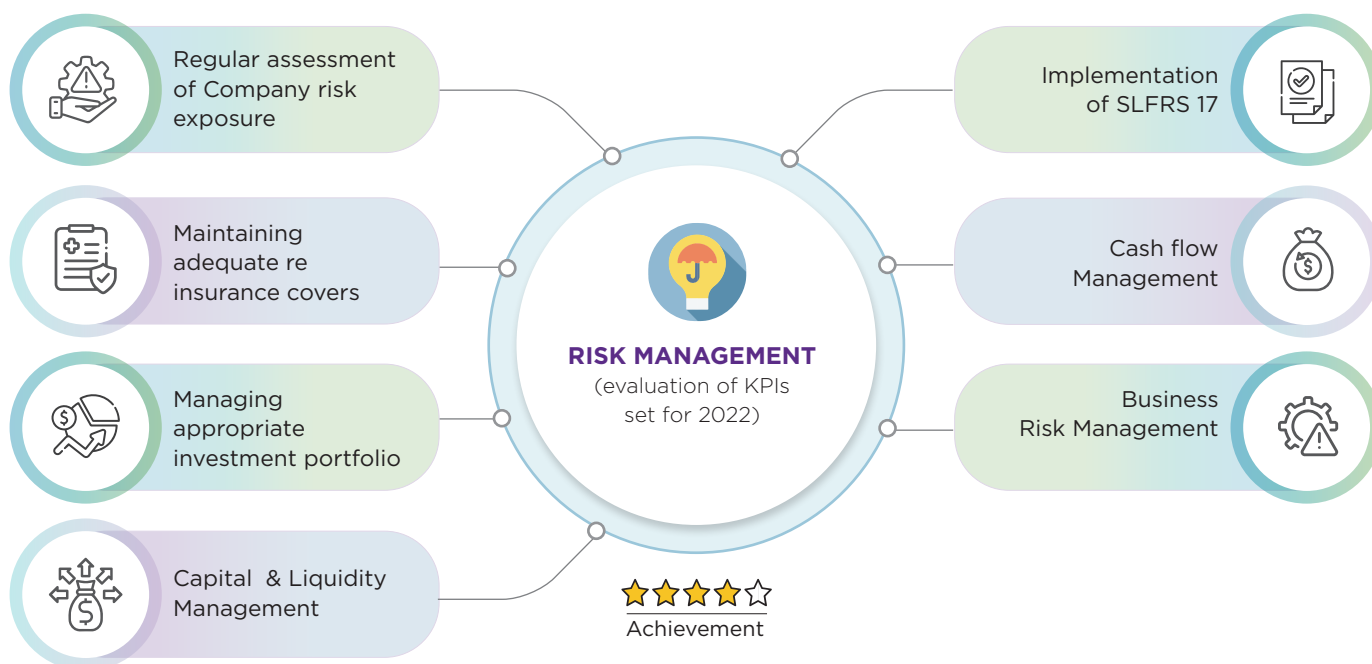 Regular assessment
of Company risk
exposure
Maintaining
adequate re
insurance covers
Managing
appropriate
investment portfolio
Capital & Liquidity
Management
RISK MANAGEMENT
(evaluation of KPIs
set for 2022)
Achievement
Implementation
of SLFRS 17
Cash flow
Management
Business
Risk Management